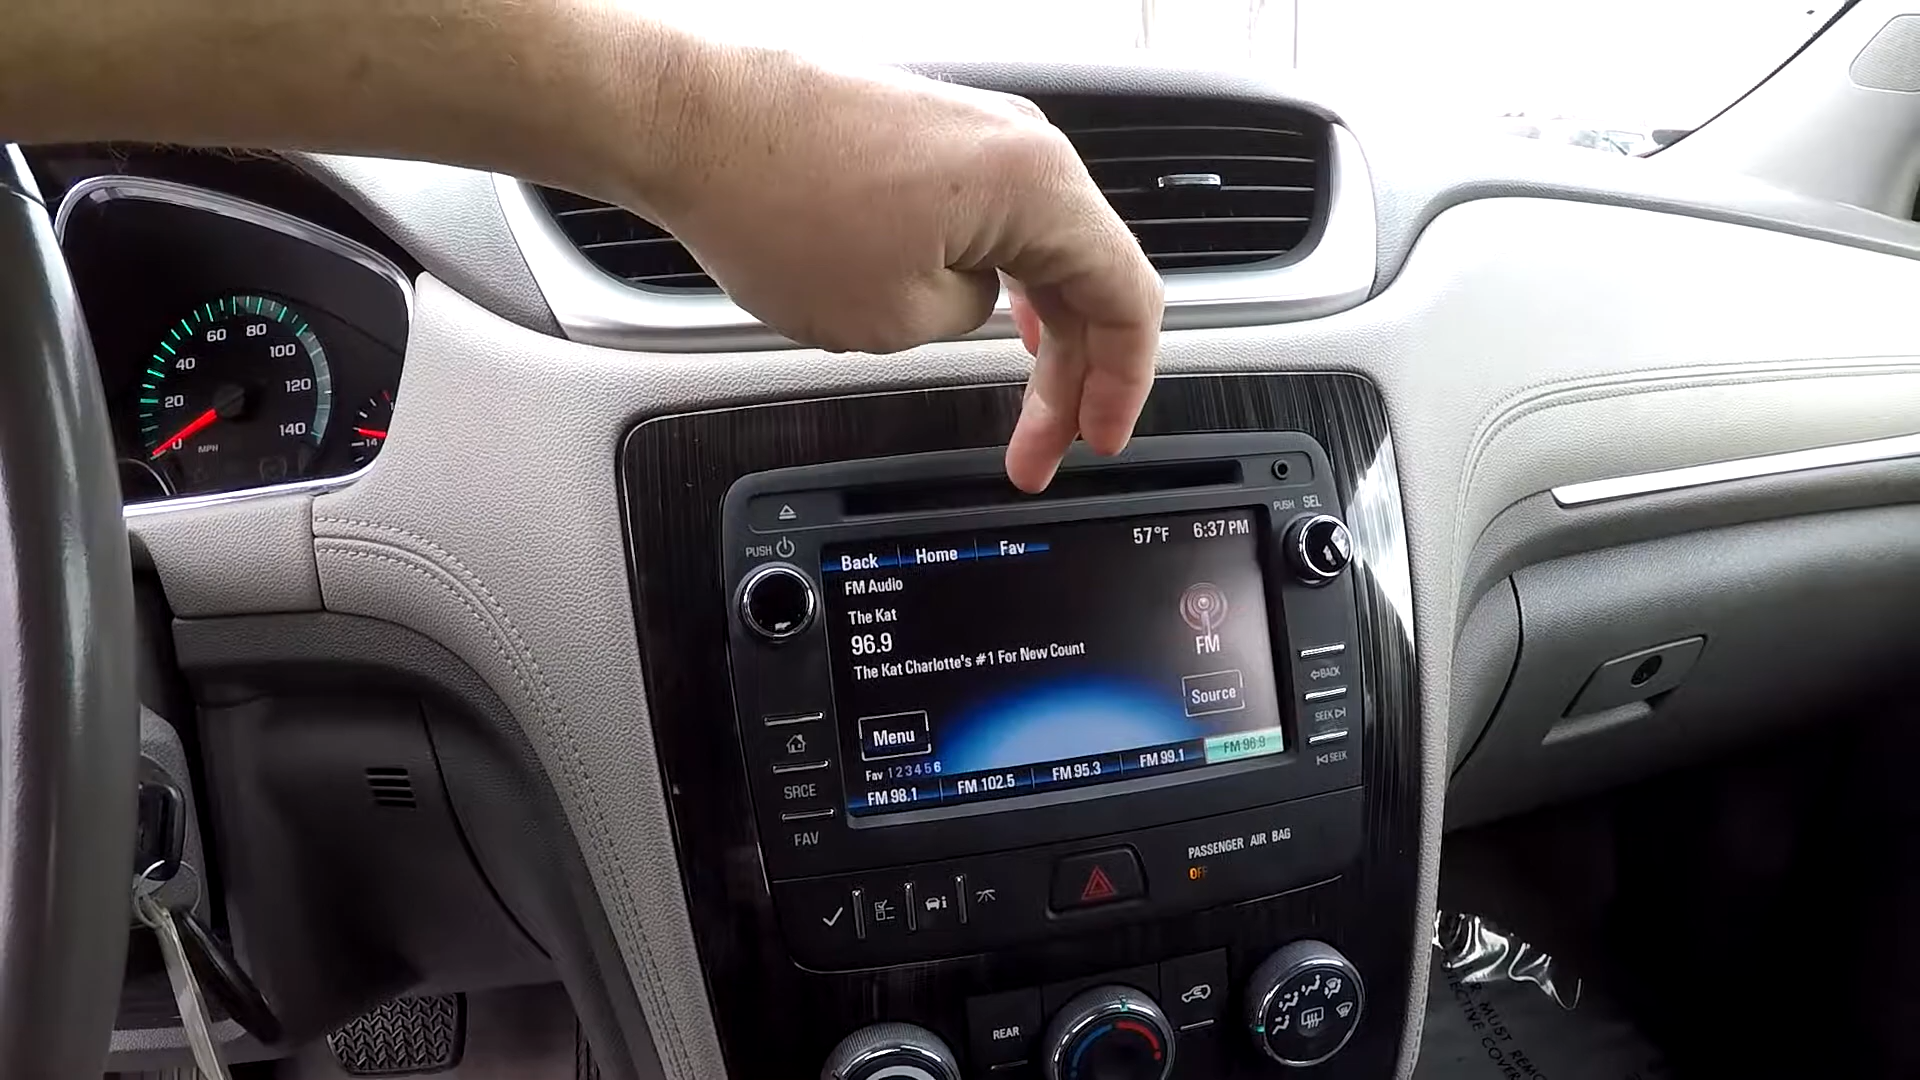 20
40
60
80
100
120
140
0
MPH
14
PUSH
PUSH SEL
57°F 6:37 PM
Back Home Fav
FM Audio
The Kat
96.9
The Kat Charlotte's #1 For New Count
FM
Source
Menu
Fav 1 2 3 4 5 6
FM 98.1 FM 102.5 FM 95.3 FM 99.1 FM 96.9
SRCE
FAV
BACK
SEEK
SEEK
PASSENGER AIR BAG
OFF
REAR
MUST